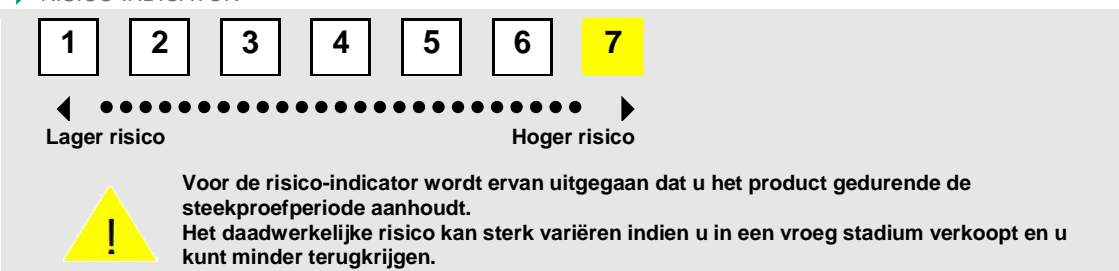 RISICO-INDICATOR
1 2 3 4 5 6 7
Lager risico Hoger risico
Voor de risico-indicator wordt ervan uitgegaan dat u het product gedurende de
steekproefperiode aanhoudt.
!
Het daadwerkelijke risico kan sterk variëren indien u in een vroeg stadium verkoopt en u
kunt minder terugkrijgen.